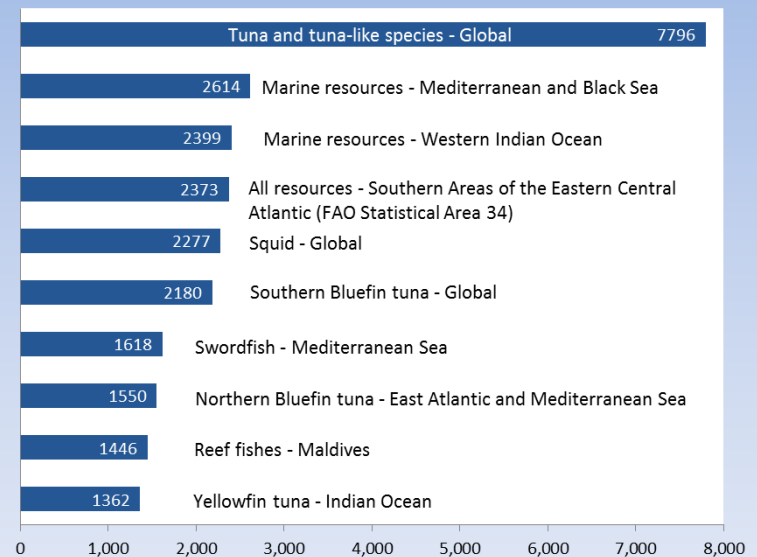 Tuna and tuna-like species - Global 7796
2614 Marine resources - Mediterranean and Black Sea
2399 Marine resources - Western Indian Ocean
2373 All resources - Southern Areas of the Eastern Central
Atlantic (FAO Statistical Area 34)
2277 Squid - Global
2180 Southern Bluefin tuna - Global
1618 Swordfish - Mediterranean Sea
1550 Northern Bluefin tuna - East Atlantic and Mediterranean Sea
1446 Reef fishes - Maldives
1362 Yellowfin tuna - Indian Ocean
0 1,000 2,000 3,000 4,000 5,000 6,000 7,000 8,000